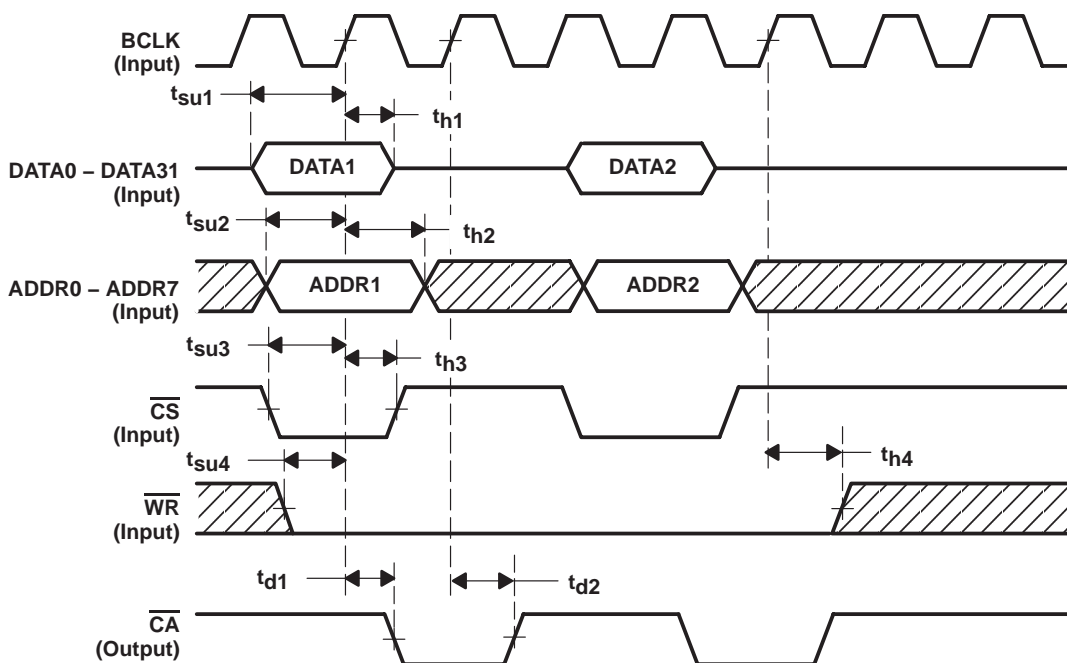 BCLK
(Input)
tsu1
th1
DATA0 – DATA31
(Input)
DATA1
DATA2
tsu2
th2
ADDR0 – ADDR7
(Input)
ADDR1
ADDR2
tsu3
th3
CS
(Input)
tsu4
th4
WR
(Input)
td1
td2
CA
(Output)